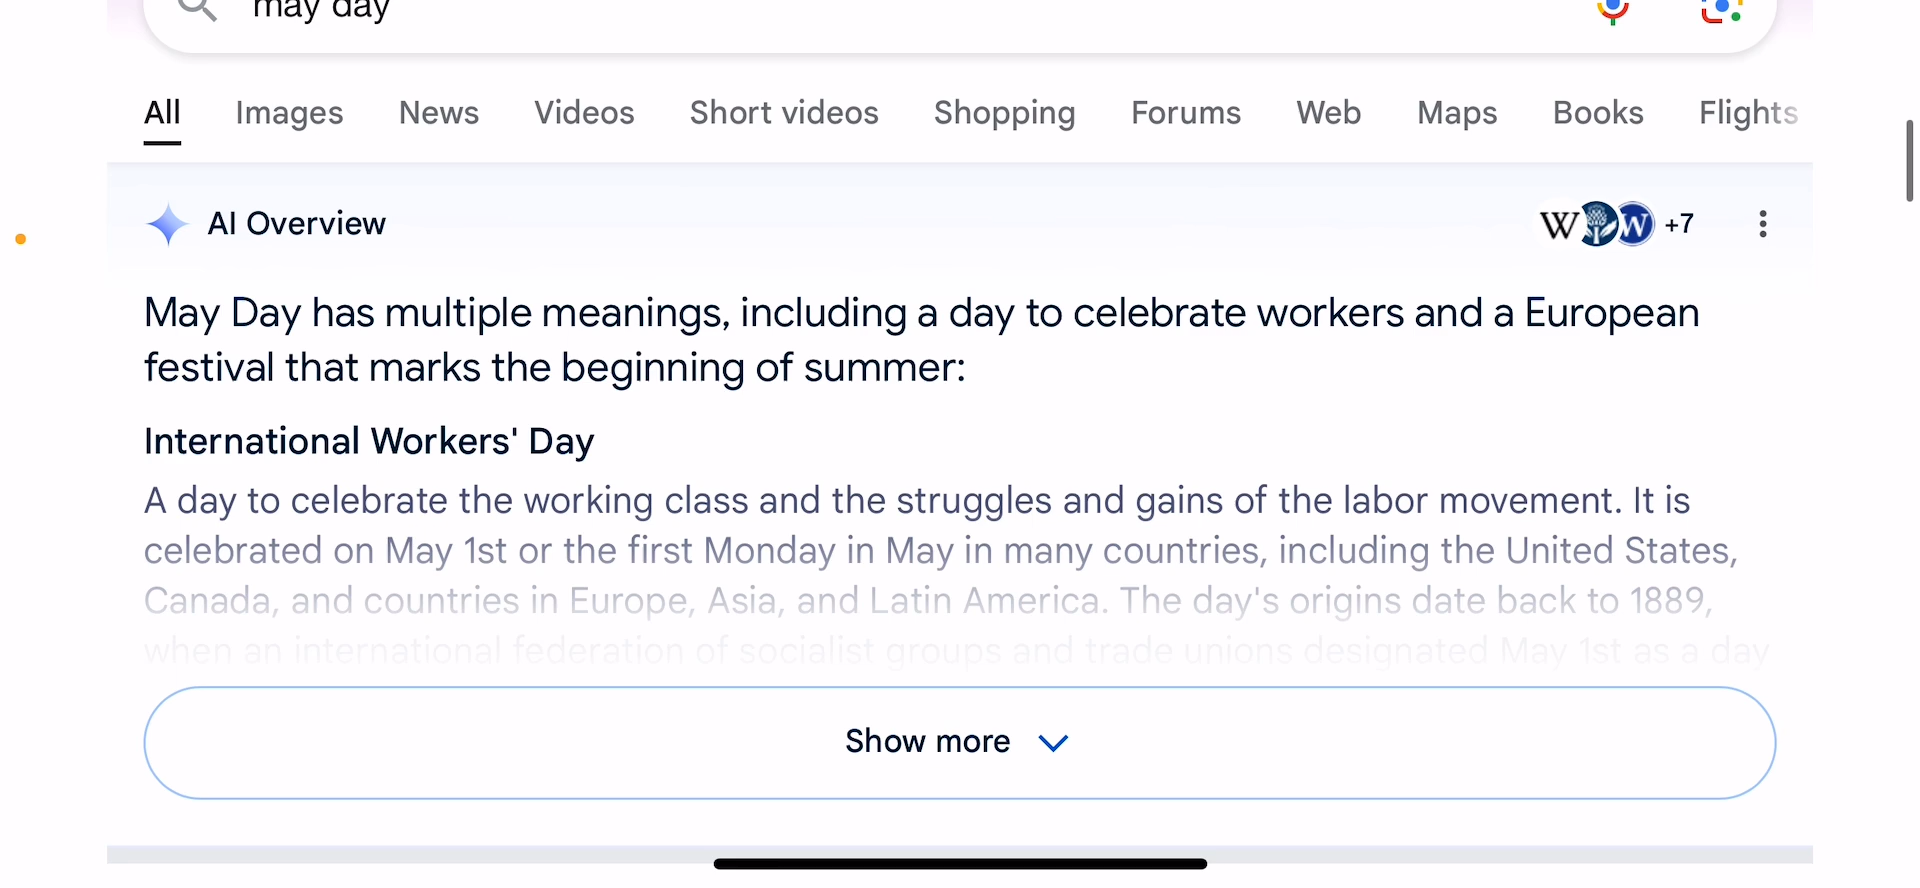 may day
All Images News Videos Short videos Shopping Forums Web Maps Books Flights
AI Overview
W W +7
May Day has multiple meanings, including a day to celebrate workers and a European
festival that marks the beginning of summer:
International Workers' Day
A day to celebrate the working class and the struggles and gains of the labor movement. It is
celebrated on May 1st or the first Monday in May in many countries, including the United States,
Canada, and countries in Europe, Asia, and Latin America. The day's origins date back to 1889,
when an international federation of socialist groups and trade unions designated May 1st as a day
Show more